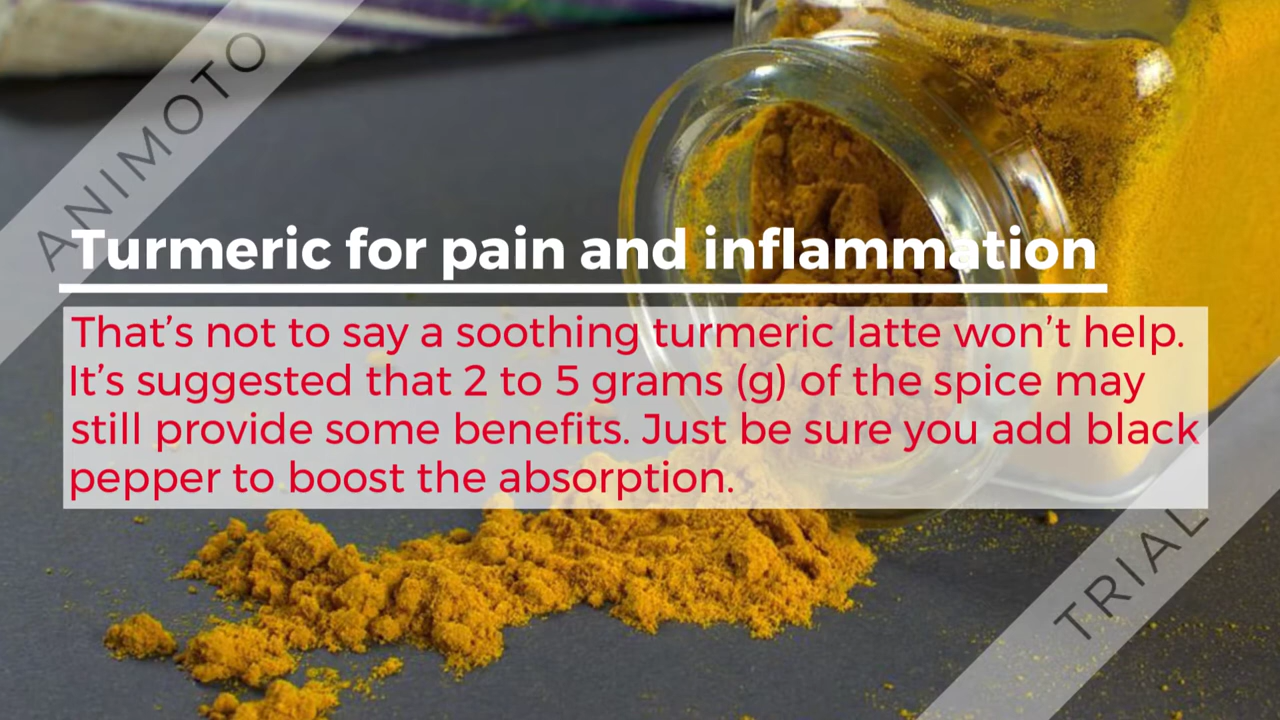 ANIMOTO
Turmeric for pain and inflammation
That’s not to say a soothing turmeric latte won’t help.
It’s suggested that 2 to 5 grams (g) of the spice may
still provide some benefits. Just be sure you add black
pepper to boost the absorption.
TRIAL